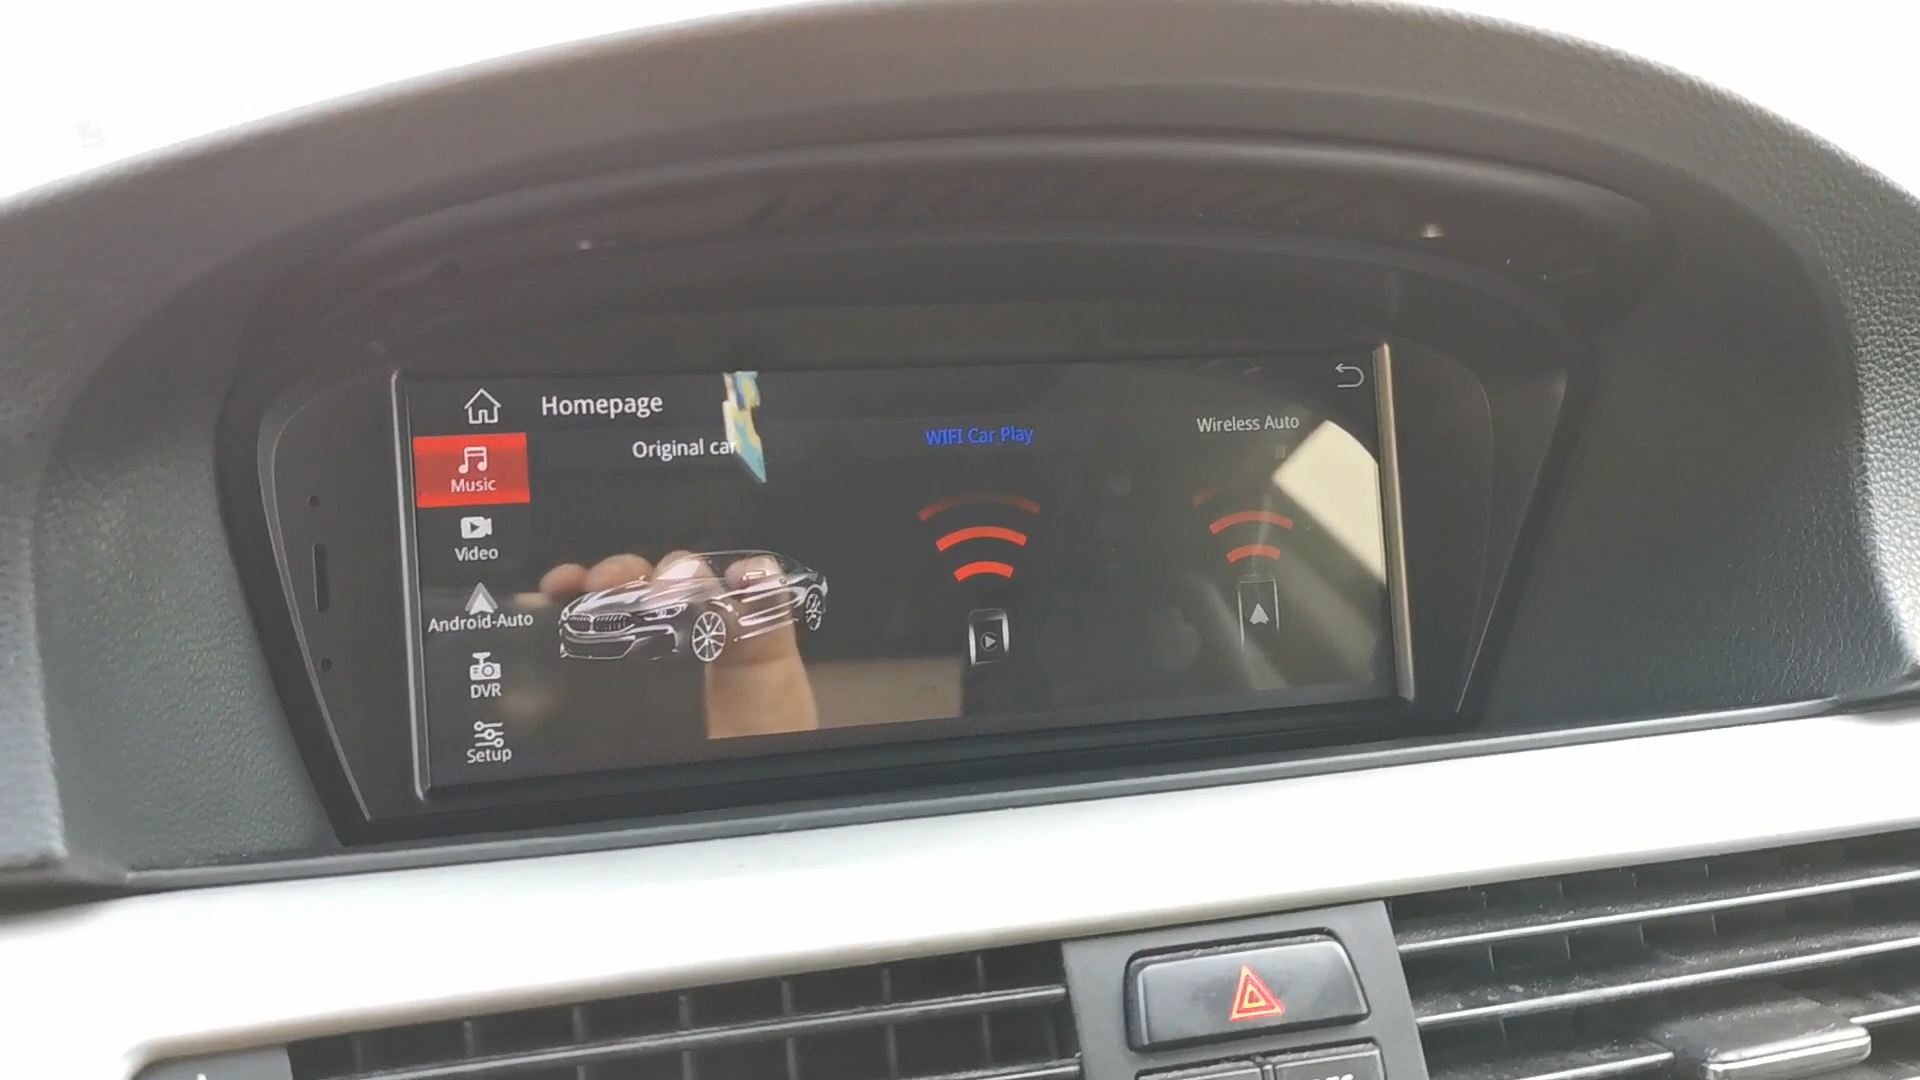 Homepage
Original car
WIFI Car Play
Wireless Auto
Music
Video
Android-Auto
DVR
Setup